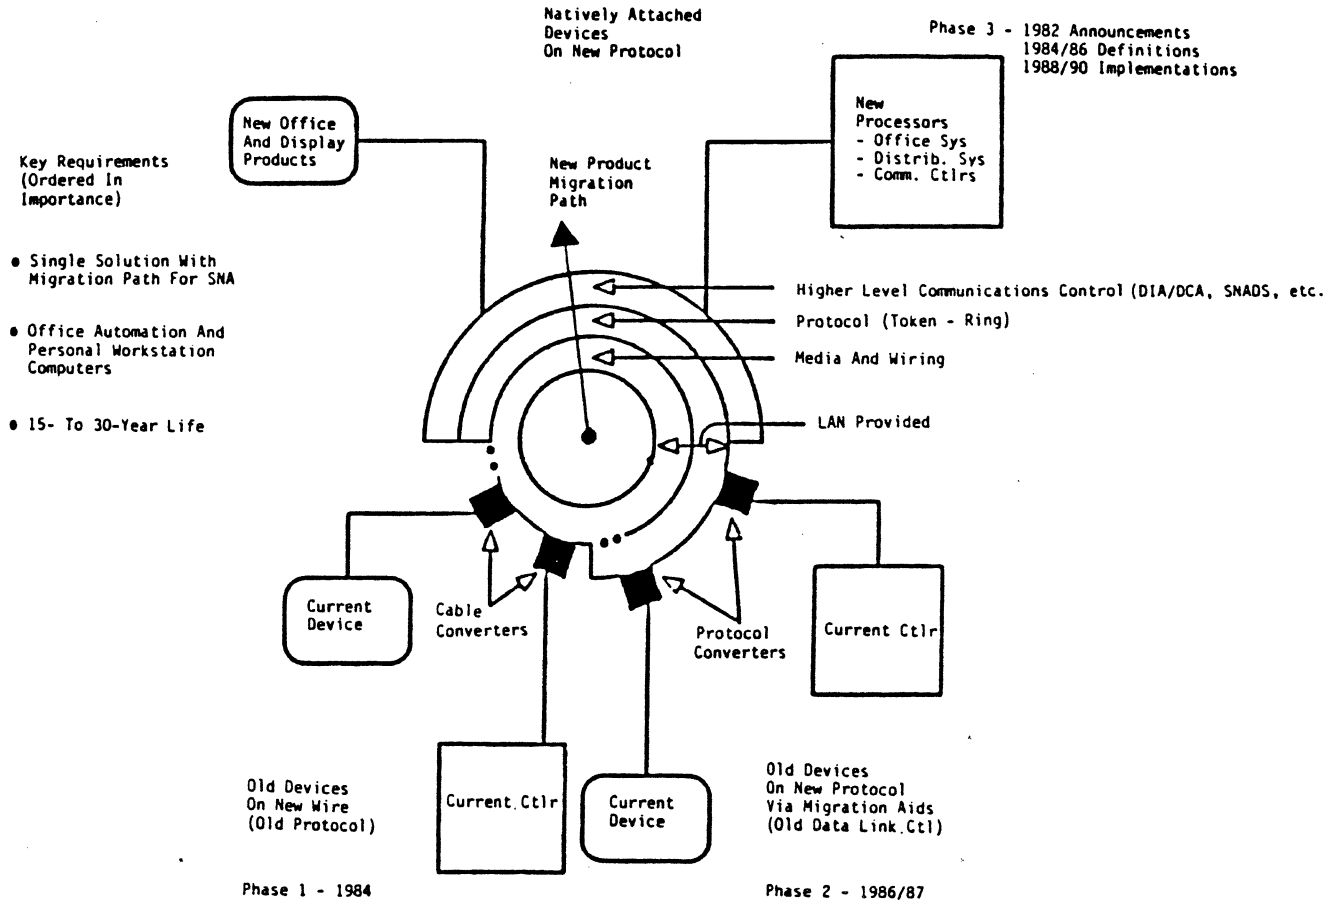 Natively Attached
Devices
On New Protocol
Phase 3 - 1982 Announcements
1984/86 Definitions
1988/90 Implementations
New Office
And Display
Products
New
Processors
- Office Sys
- Distrib. Sys
- Comm. Ctlrs
Key Requirements
(Ordered In
Importance)
New Product
Migration
Path
• Single Solution With
Migration Path For SNA
• Office Automation And
Personal Workstation
Computers
• 15- To 30-Year Life
Higher Level Communications Control (DIA/DCA, SNADS, etc.
Protocol (Token - Ring)
Media And Wiring
LAN Provided
Current
Device
Cable
Converters
Protocol
Converters
Current Ctlr
Old Devices
On New Wire
(Old Protocol)
Current Ctlr
Current
Device
Old Devices
On New Protocol
Via Migration Aids
(Old Data Link Ctl)
Phase 1 - 1984
Phase 2 - 1986/87